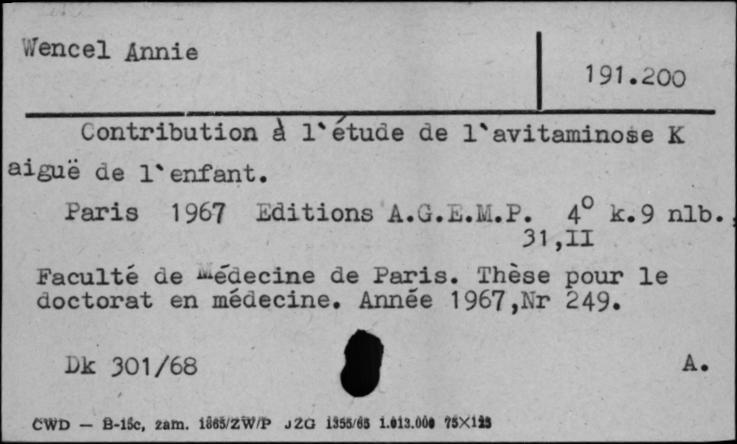 Wencel Annie
191.200
Contribution à l'étude de l'avitaminose K
aiguë de l'enfant.
Paris 1967 Editions A.G.E.M.P. 4° k.9 nlb.,
31,II
Faculté de Médecine de Paris. Thèse pour le
doctorat en médecine. Année 1967,Nr 249.
Dk 301/68
A.
CWD — B-15c, zam. 1865/ZW/P JZG 1355/65 1.013.000 75X125